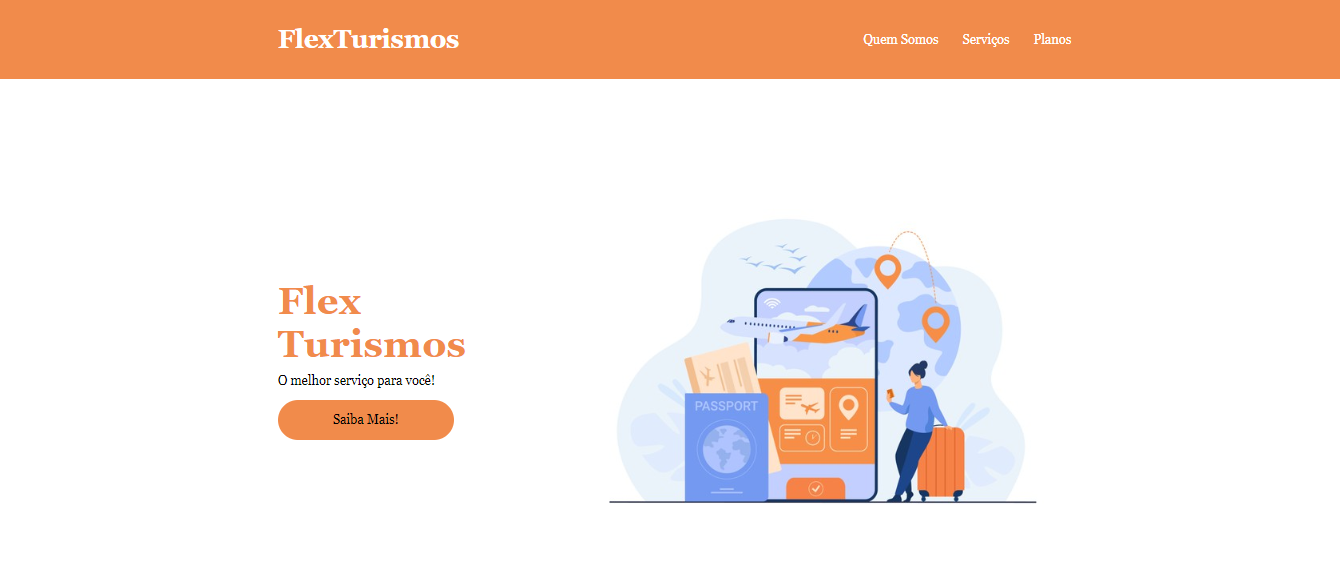 FlexTurismos
Quem Somos Serviços Planos
Flex
Turismos
O melhor serviço para você!
Saiba Mais!
PASSPORT